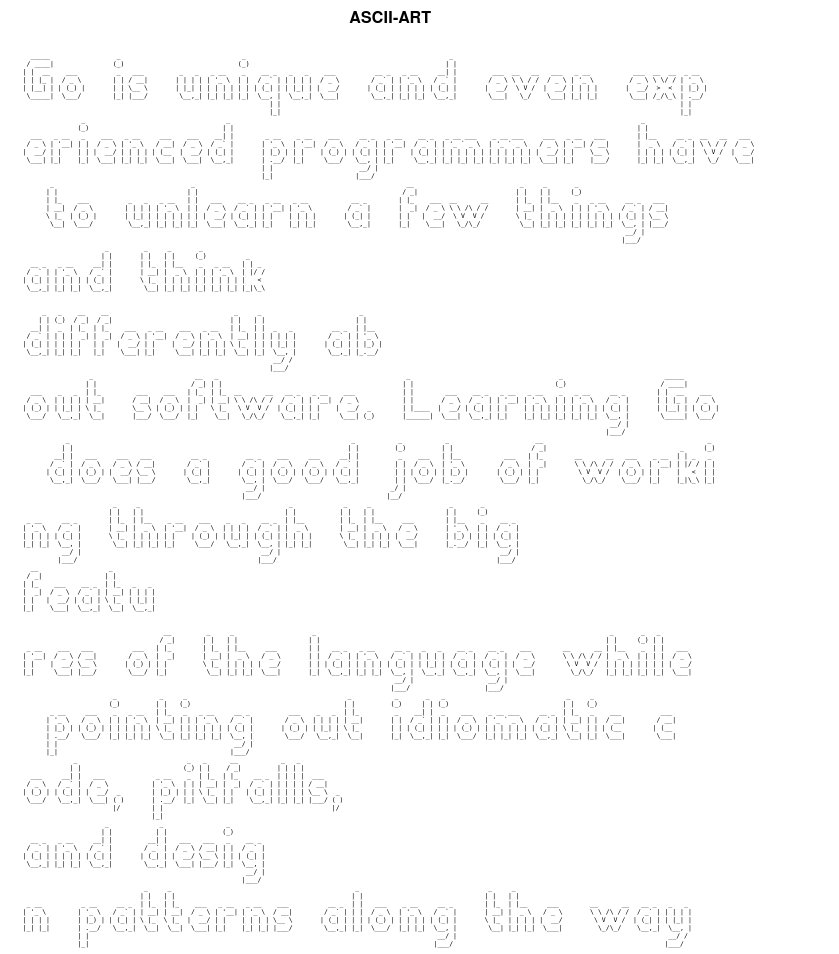 ASCII-ART
Go is unique and even exp
erienced programmers have
to unlearn a few things
and think
differently ab
out software. Learning Go
does a good job of worki
ng through the big
featu
res of the language while
pointing out idiomatic c
ode, pitfalls,
and desig
n patterns along the way